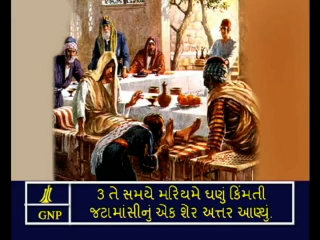 3 તે સમયે મરિયમે ઘણું કિંમતી
જટામાંસીનું એક શેર અત્તર આણ્યું.
GNP